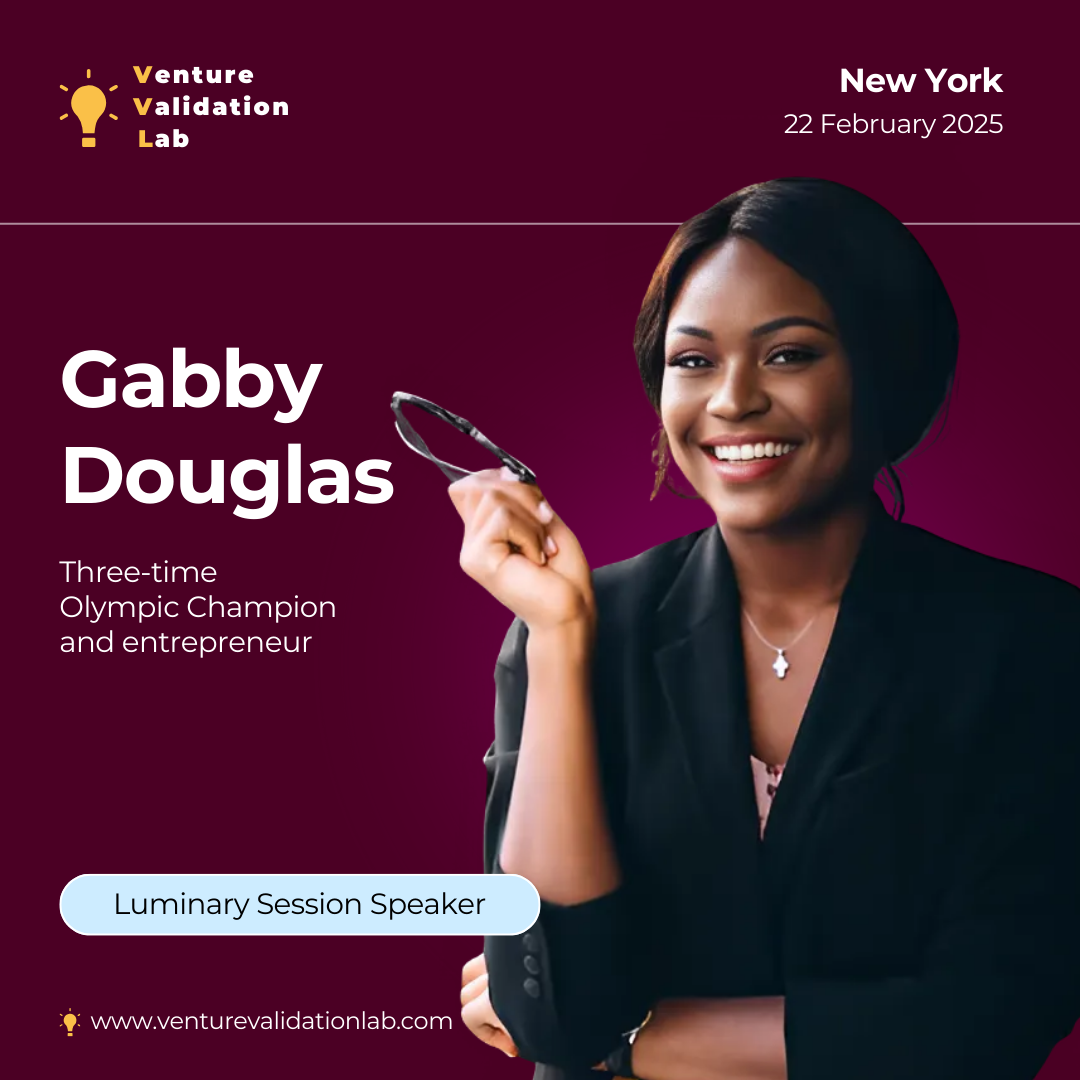 Venture
Validation
Lab
New York
22 February 2025
Gabby
Douglas
Three-time
Olympic Champion
and entrepreneur
Luminary Session Speaker
www.venturevalidationlab.com